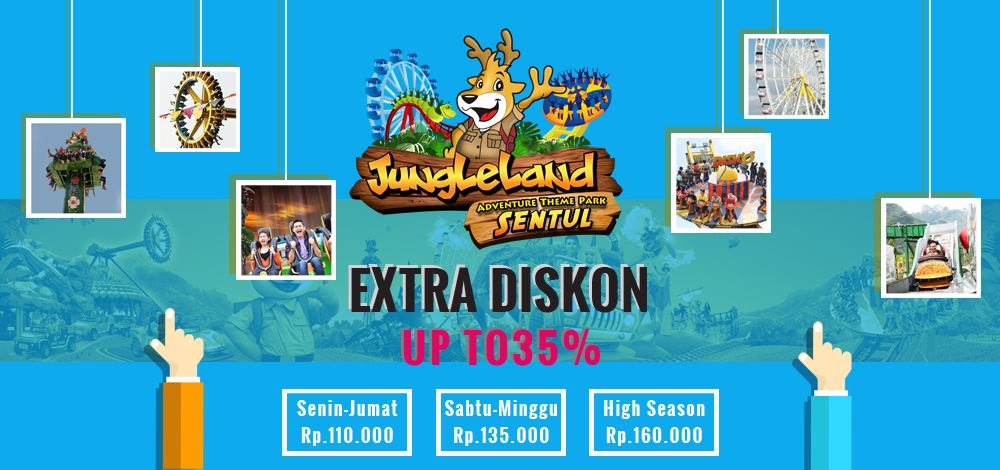 JUNGLELAND
ADVENTURE THEME PARK
SENTUL
EXTRA DISKON
UP TO35%
Senin-Jumat
Rp.110.000
Sabtu-Minggu
Rp.135.000
High Season
Rp.160.000